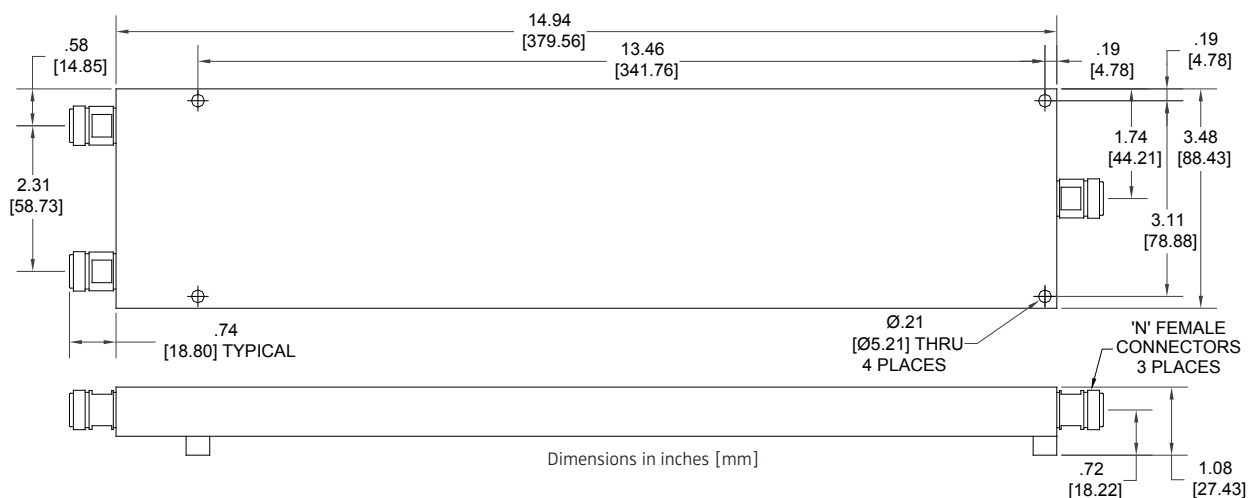 14.94
[379.56]
.58
[14.85]
13.46
[341.76]
.19
[4.78]
.19
[4.78]
1.74
[44.21]
3.48
[88.43]
2.31
[58.73]
3.11
[78.88]
.74
[18.80] TYPICAL
Ø.21
[Ø5.21] THRU
4 PLACES
'N' FEMALE
CONNECTORS
3 PLACES
Dimensions in inches [mm]
.72
[18.22]
1.08
[27.43]